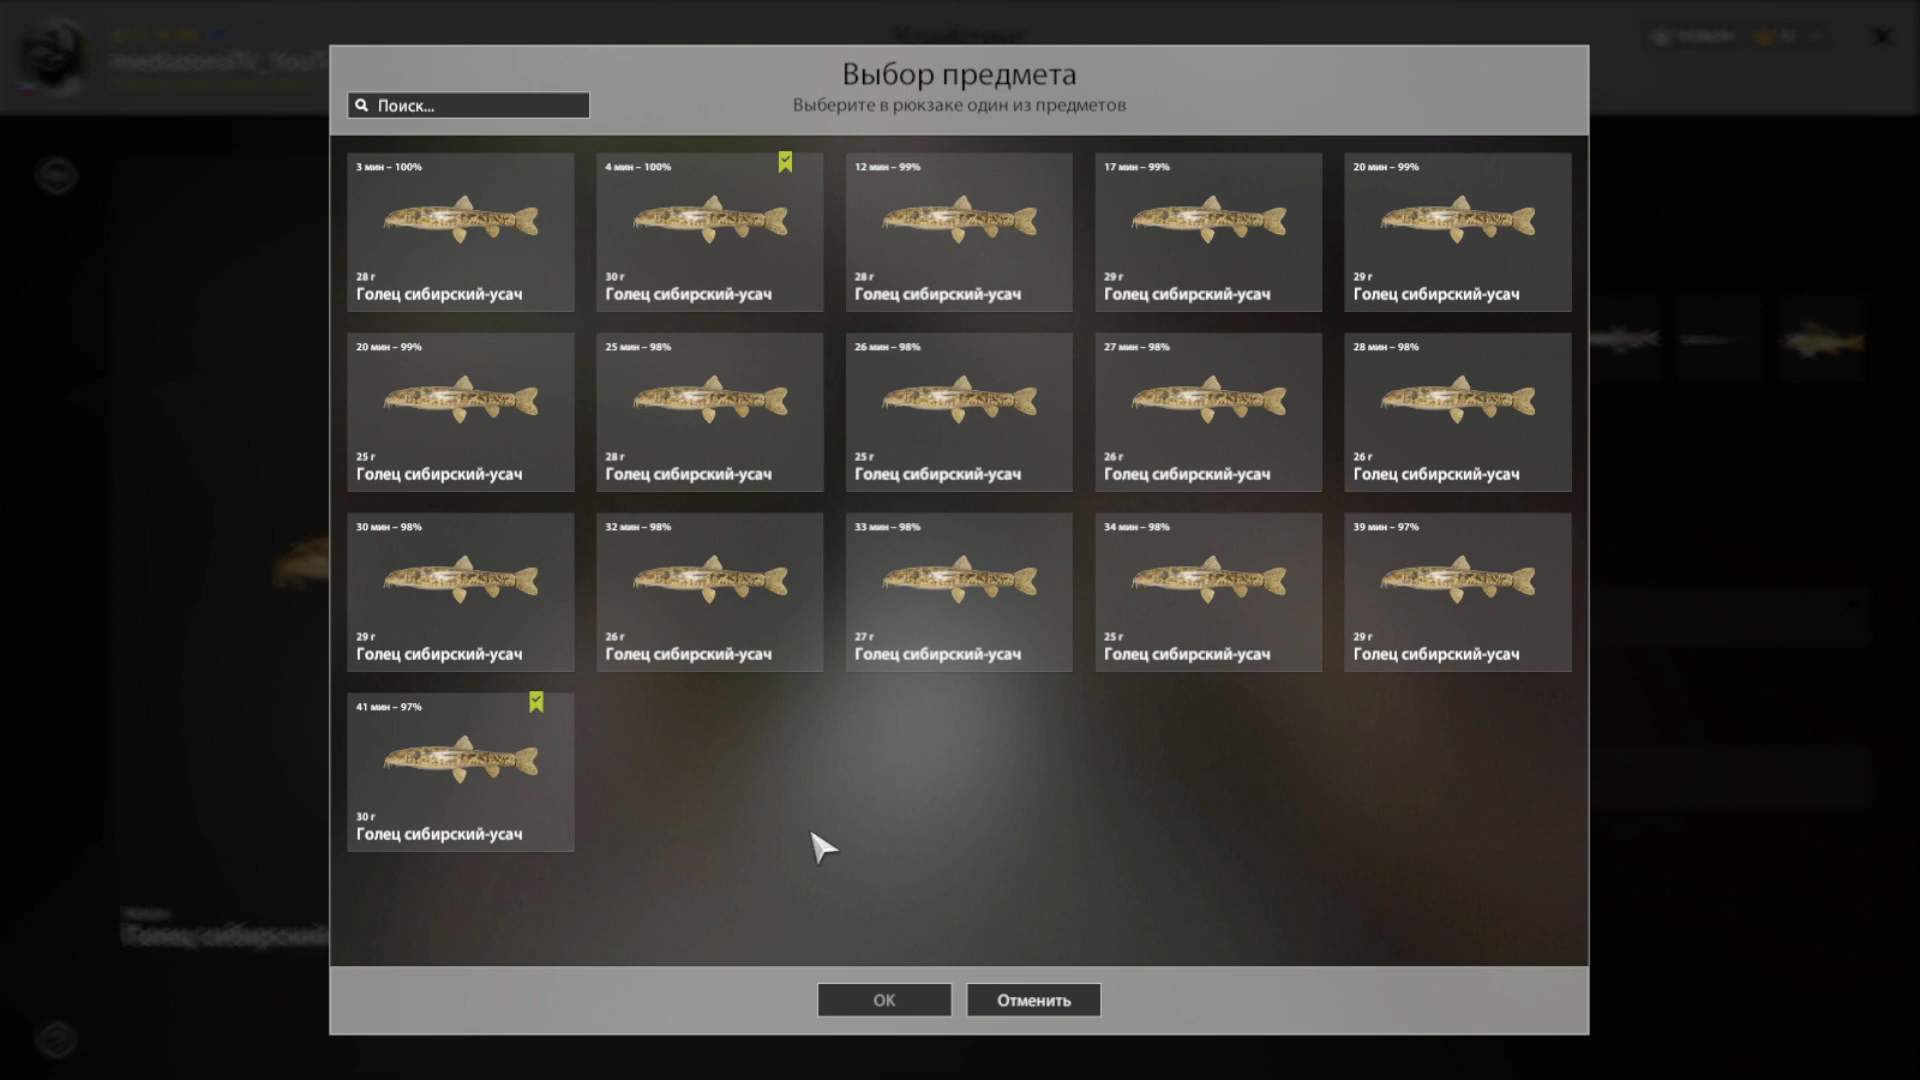 Выбор предмета
Поиск...
Выберите в рюкзаке один из предметов
3 мин – 100%
28 г
Голец сибирский-усач
4 мин – 100%
30 г
Голец сибирский-усач
12 мин – 99%
28 г
Голец сибирский-усач
17 мин – 99%
29 г
Голец сибирский-усач
20 мин – 99%
29 г
Голец сибирский-усач
20 мин – 99%
25 г
Голец сибирский-усач
25 мин – 98%
28 г
Голец сибирский-усач
26 мин – 98%
25 г
Голец сибирский-усач
27 мин – 98%
26 г
Голец сибирский-усач
28 мин – 98%
26 г
Голец сибирский-усач
30 мин – 98%
29 г
Голец сибирский-усач
32 мин – 98%
26 г
Голец сибирский-усач
33 мин – 98%
27 г
Голец сибирский-усач
34 мин – 98%
25 г
Голец сибирский-усач
39 мин – 97%
29 г
Голец сибирский-усач
41 мин – 97%
30 г
Голец сибирский-усач
ОК
Отменить